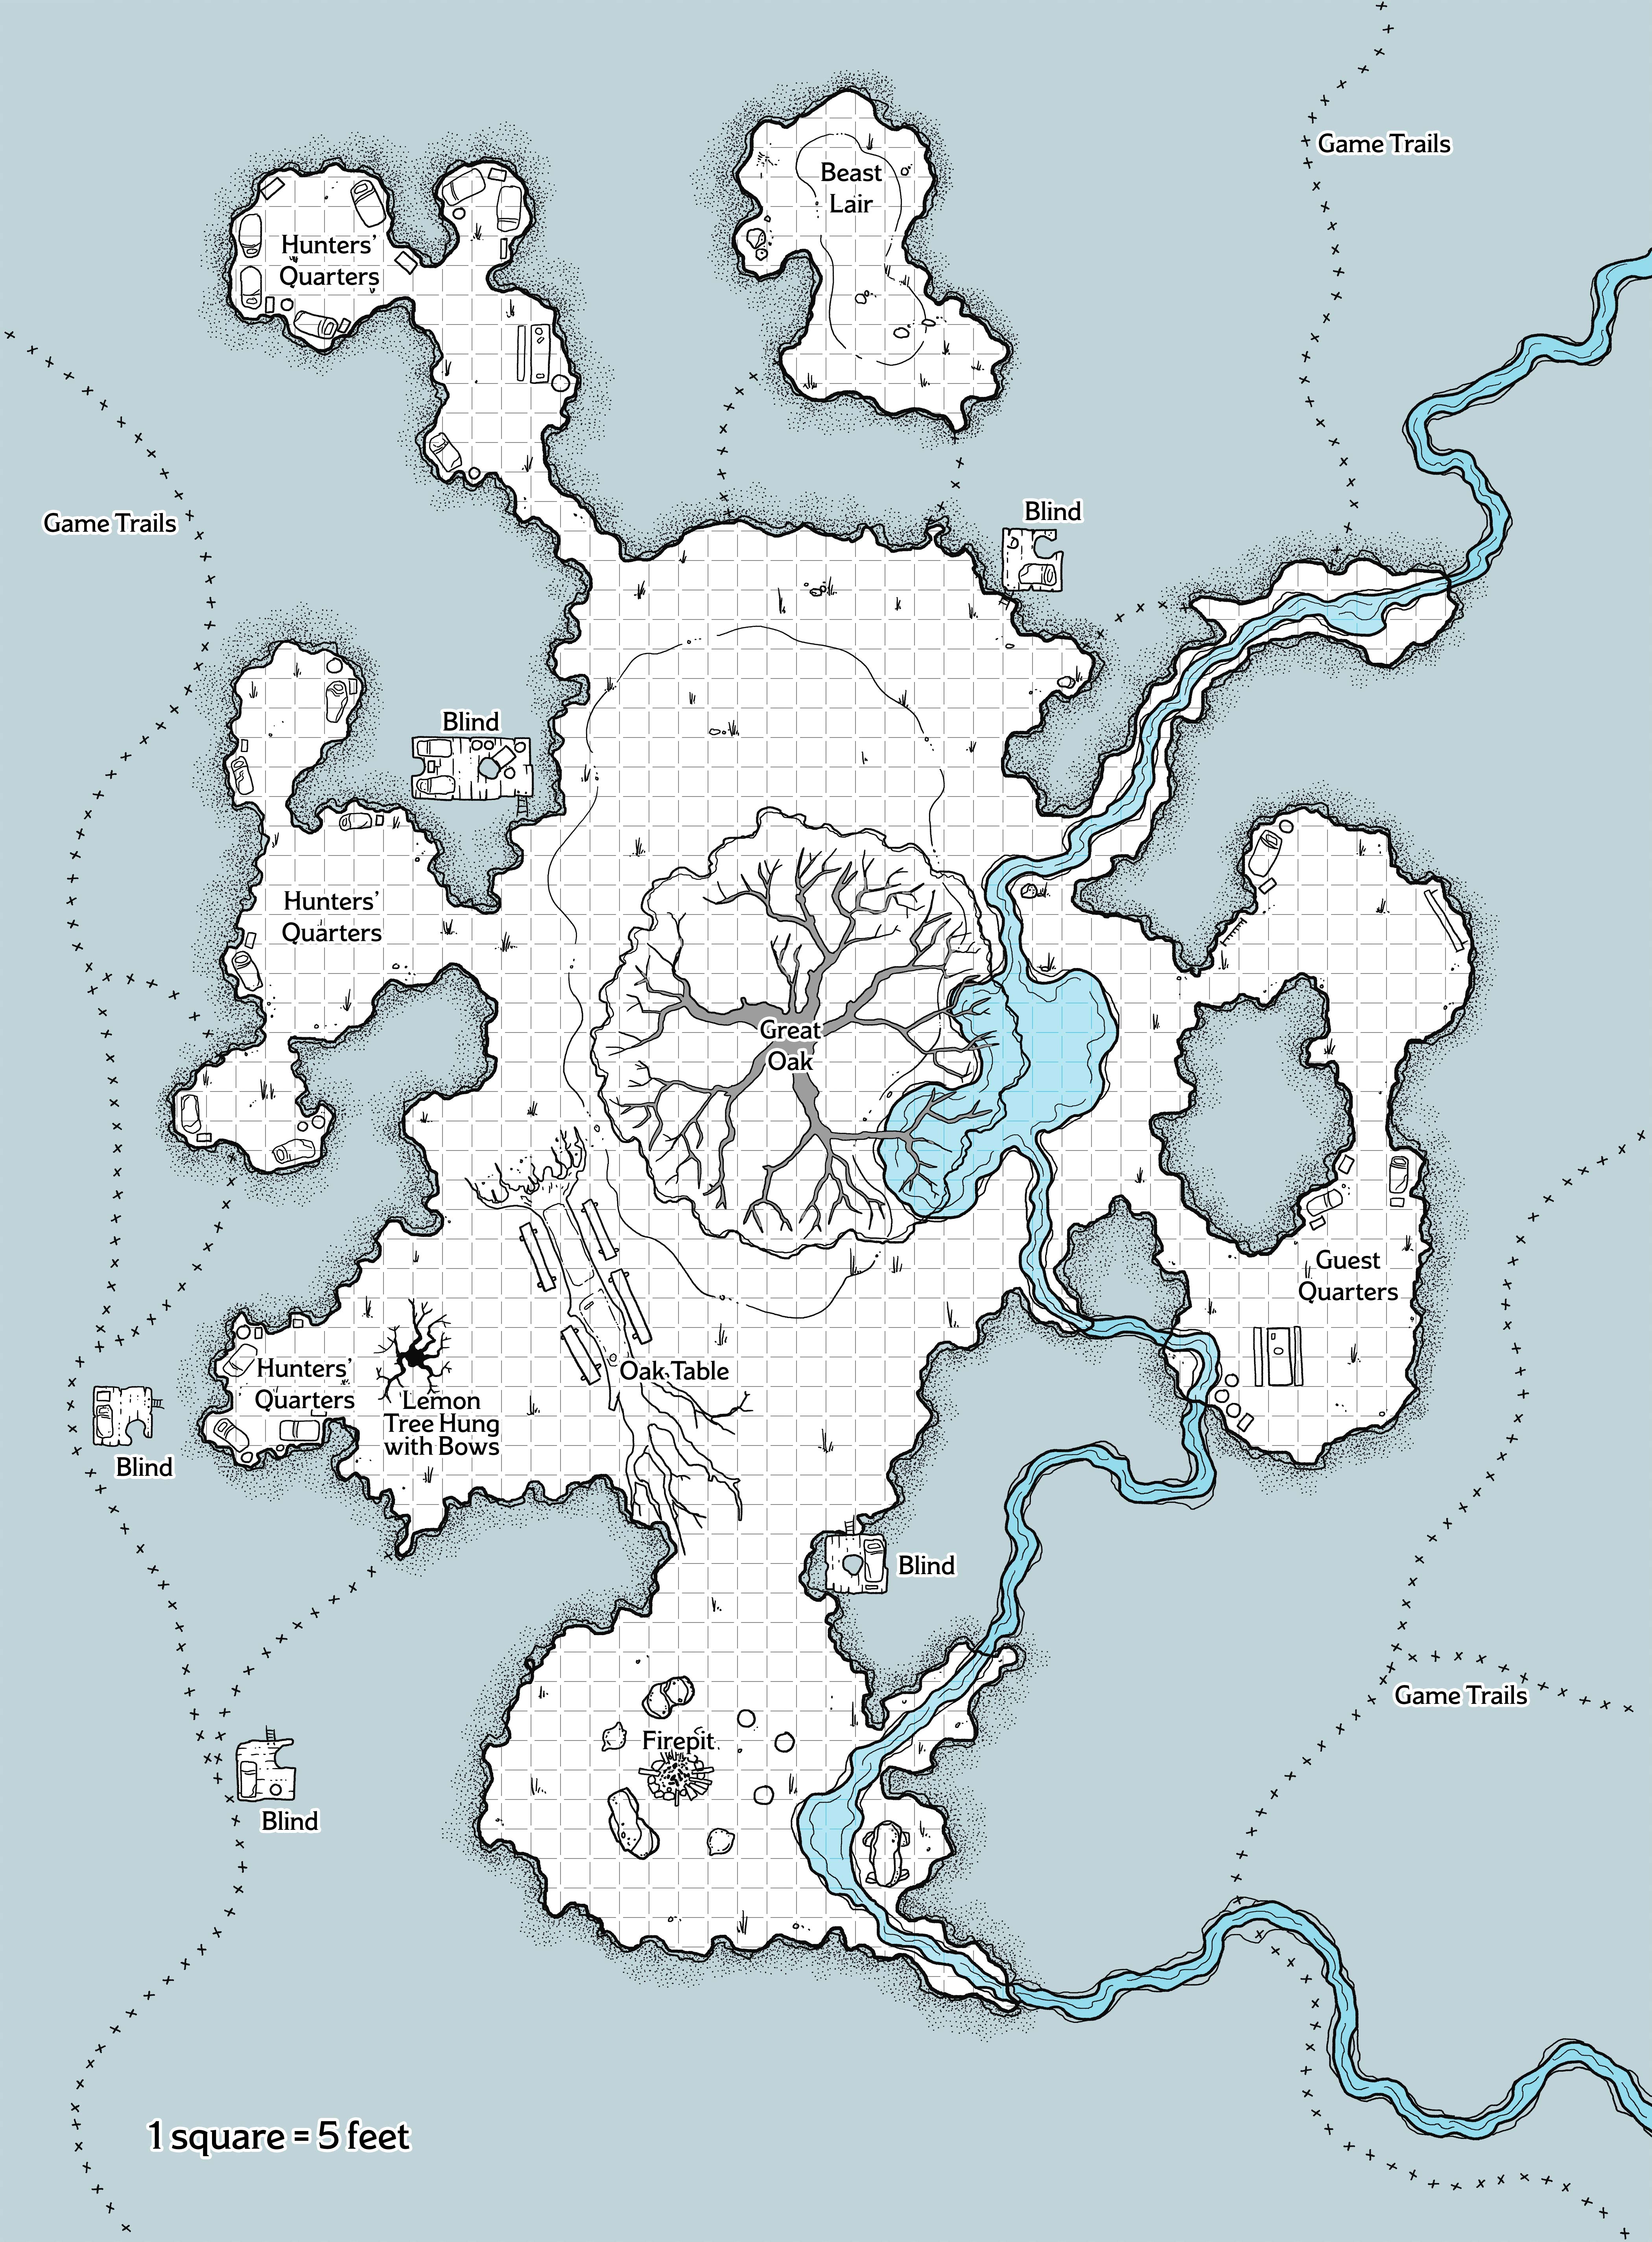 Game Trails
Beast
Lair
Hunters'
Quarters
Blind
Game Trails
Blind
Hunters'
Quarters
Great
Oak
Guest
Quarters
Hunters'
Quarters
Oak Table
Lemon
Tree Hung
with Bows
Blind
Blind
Game Trails
Firepit
Blind
1 square = 5 feet